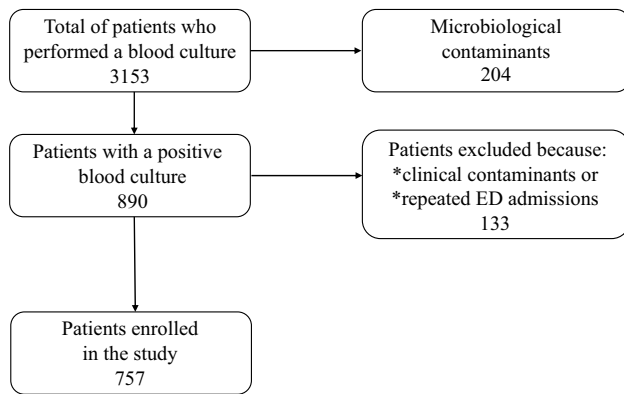 Total of patients who
performed a blood culture
3153
Microbiological
contaminants
204
Patients with a positive
blood culture
890
Patients excluded because:
*clinical contaminants or
*repeated ED admissions
133
Patients enrolled
in the study
757